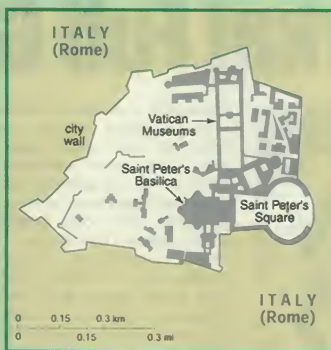 ITALY
(Rome)
Vatican
Museums
city
wall
Saint Peter's
Basilica
Saint Peter's
Square
ITALY
(Rome)
0 0.15 0.3 km
0 0.15 0.3 mi